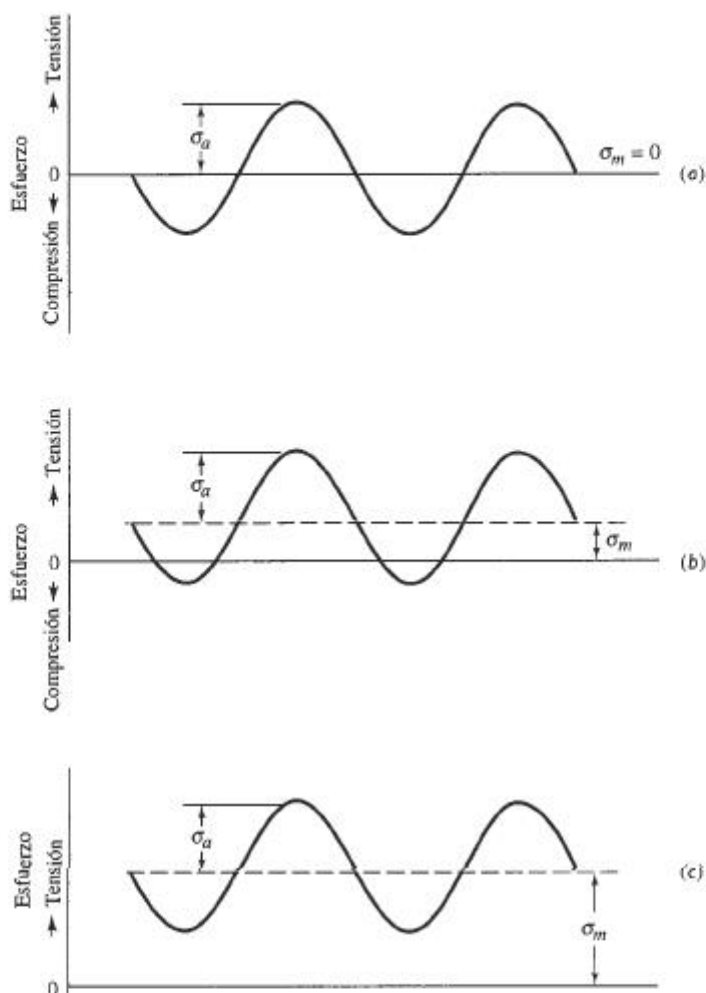 Esfuerzo
Compresión ← 0 → Tensión
σa
σm = 0
(a)
Esfuerzo
Compresión ← 0 → Tensión
σa
σm
(b)
Esfuerzo
0 → Tensión
σa
σm
(c)